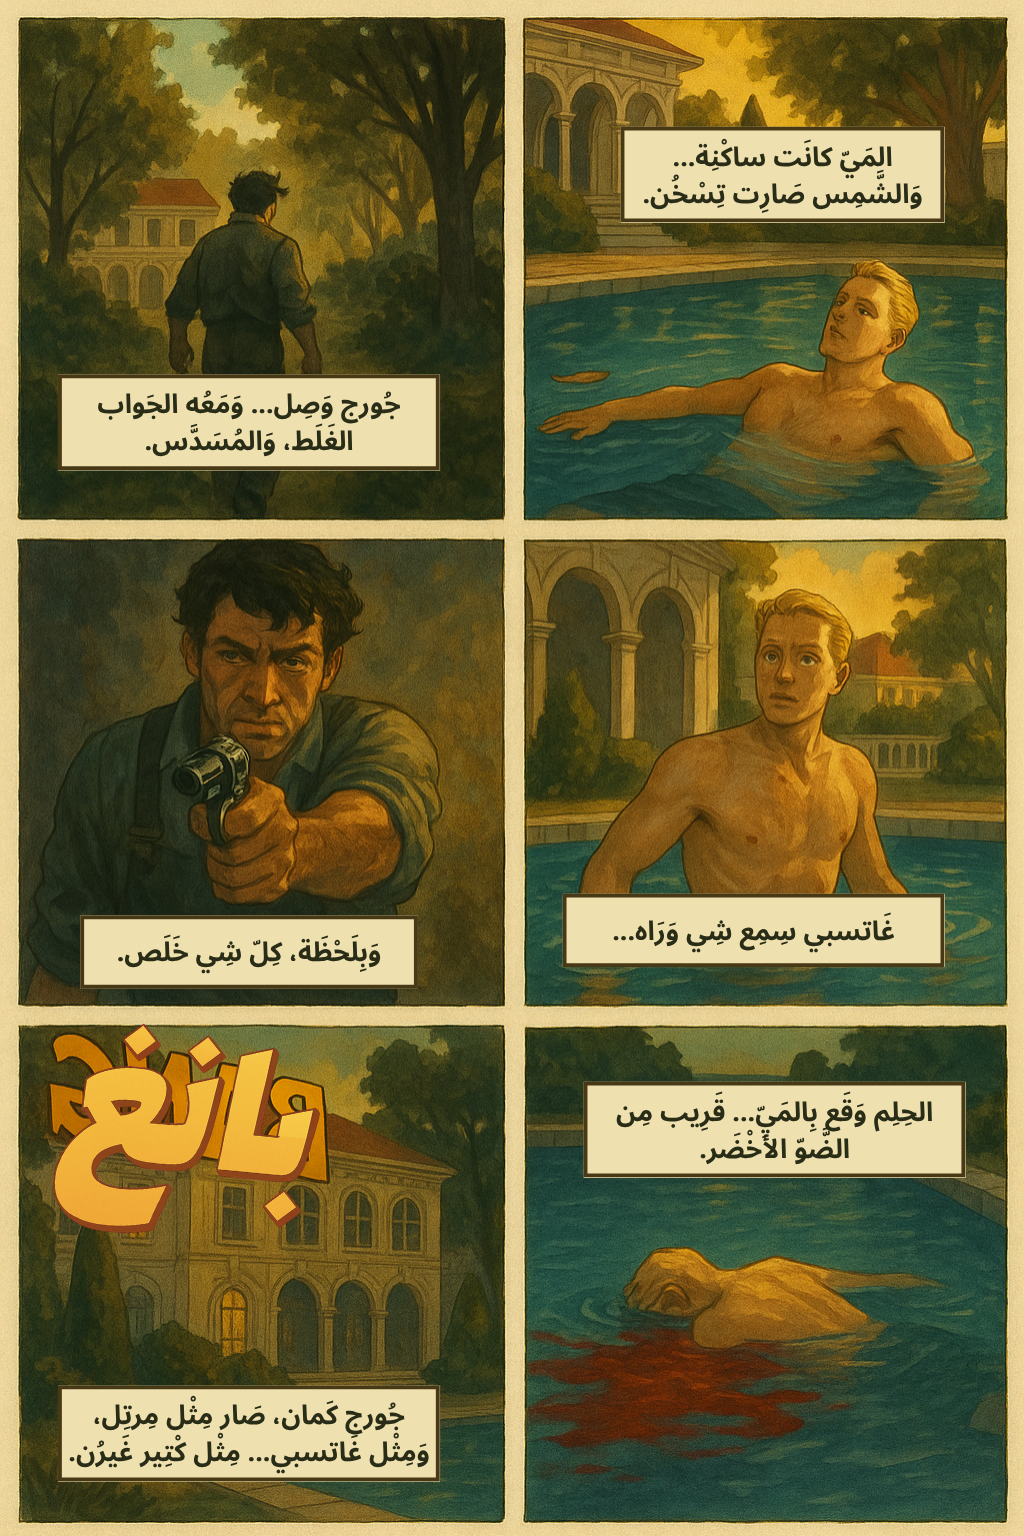 المَيّ كانَت ساكْنِة...
وَالشَّمِس صَارِت تِسْخُن.
جُورج وَصِل... وَمَعُه الجَواب
الغَلَط، وَالمُسَدَّس.
غَاتسبي سِمِع شِي وَرَاه...
وَبِلَحْظَة، كِلّ شِي خَلَص.
الحِلِم وَقَع بِالمَيّ... قَرِيب مِن
الضَّوّ الأَخْضَر.
بانغ
جُورج كَمان، صَار مِثْل مِرتِل،
وَمِثْل غَاتسبي... مِثْل كْتِير غَيرُن.